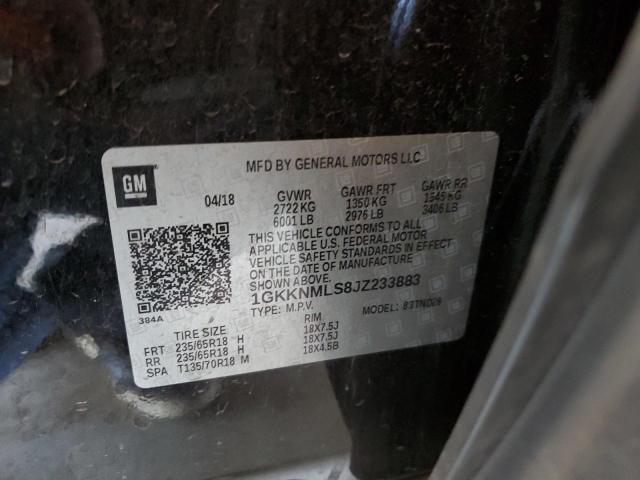 GM
MFD BY GENERAL MOTORS LLC
04/18 GVWR GAWR FRT GAWR RR
2722 KG 1350 KG 1545 KG
6001 LB 2976 LB 3406 LB
THIS VEHICLE CONFORMS TO ALL
APPLICABLE U.S. FEDERAL MOTOR
VEHICLE SAFETY STANDARDS IN EFFECT
ON THE DATE OF MANUFACTURE
SHOWN ABOVE.
1GKKNMLS8JZ233883
TYPE: M.P.V. MODEL:
384A
TIRE SIZE RIM
FRT 235/65R18 H 18X7.5J
RR 235/65R18 H 18X7.5J
SPA T135/70R18 M 18X4.5B